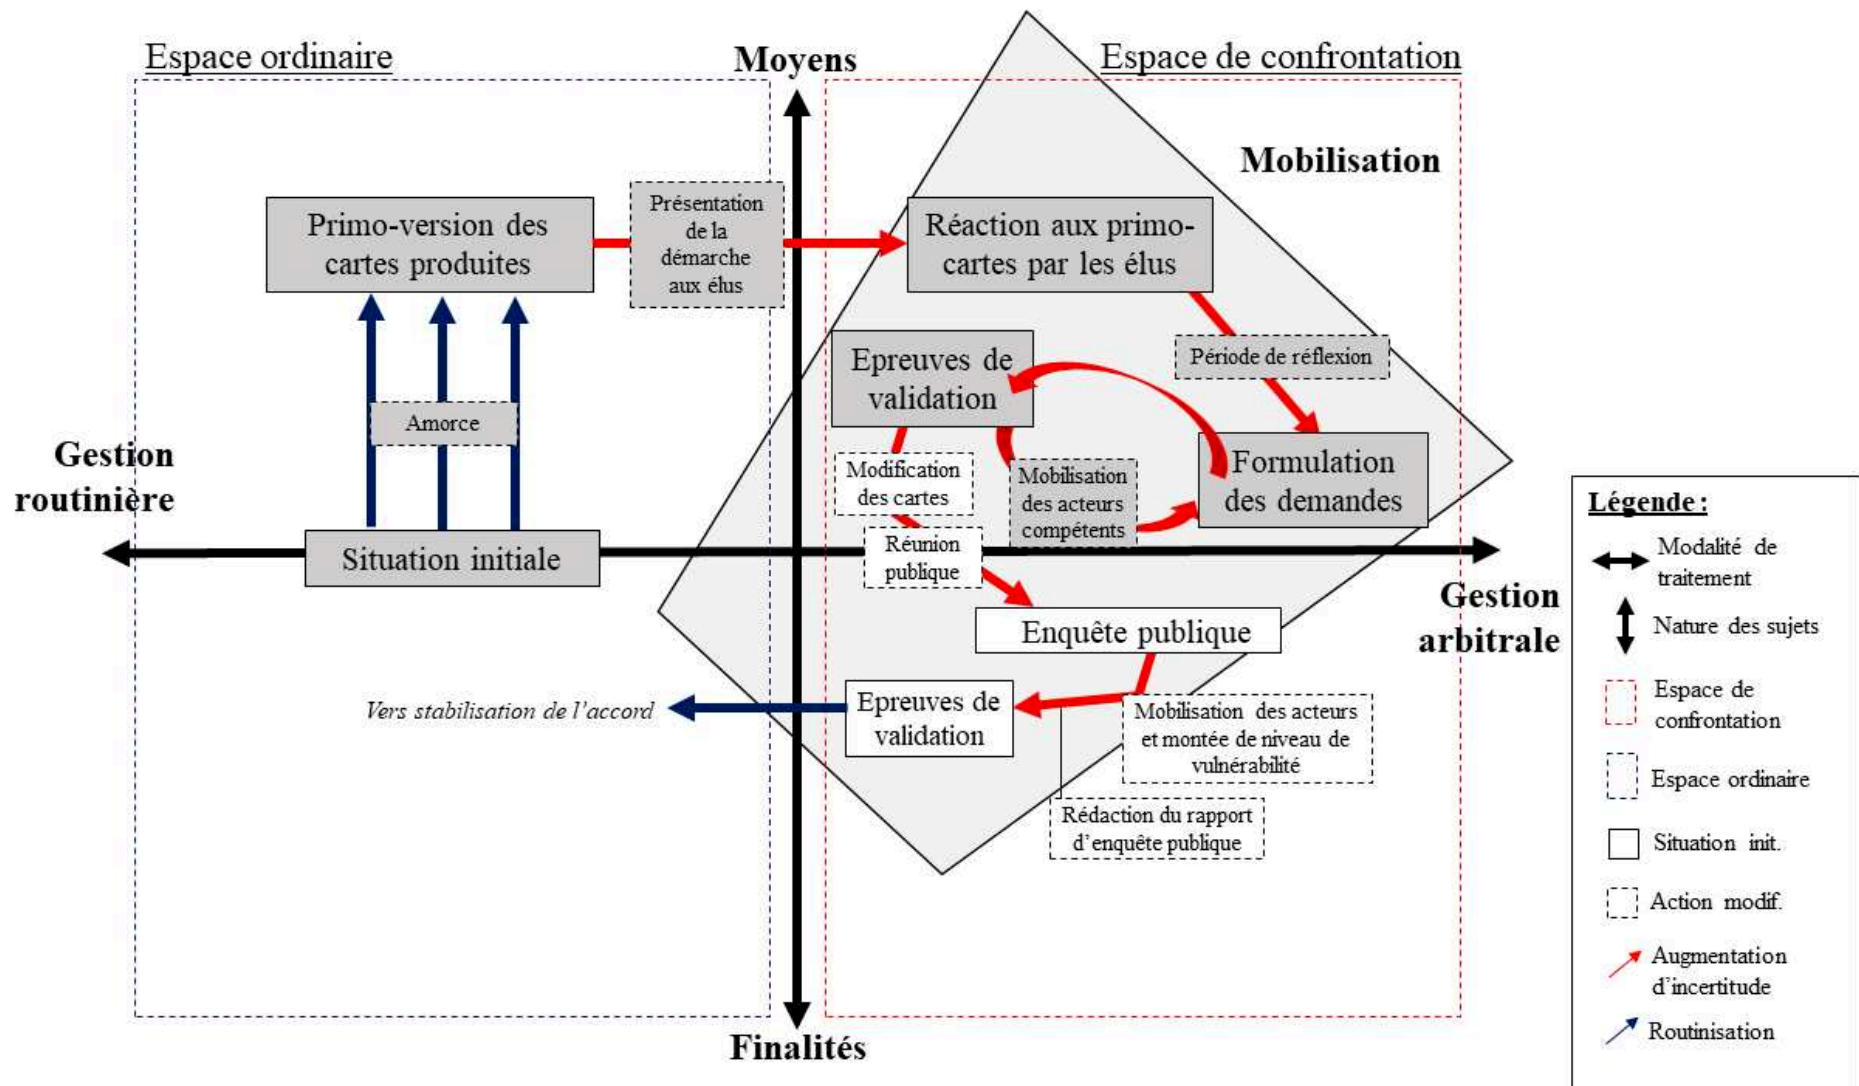 Espace ordinaire
Moyens
Espace de confrontation
Mobilisation
Primo-version des
cartes produites
Présentation
de la
démarche
aux élus
Réaction aux primo-
cartes par les élus
Epreuves de
validation
Période de réflexion
Amorce
Gestion
routinière
Modification
des cartes
Mobilisation
des acteurs
compétents
Formulation
des demandes
Situation initiale
Réunion
publique
Gestion
arbitrale
Enquête publique
Vers stabilisation de l’accord
Epreuves de
validation
Mobilisation des acteurs
et montée de niveau de
vulnérabilité
Rédaction du rapport
d’enquête publique
Finalités
Légende :
Modalité de
traitement
Nature des sujets
Espace de
confrontation
Espace ordinaire
Situation init.
Action modif.
Augmentation
d’incertitude
Routinisation